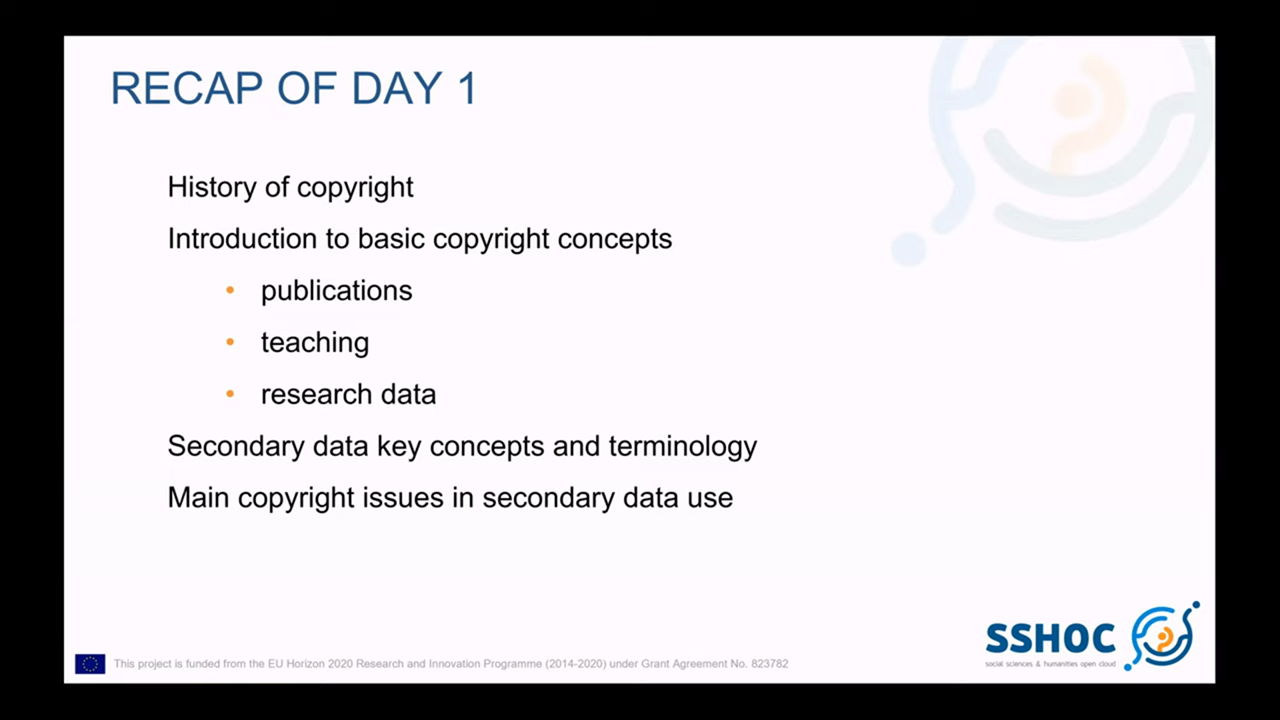 RECAP OF DAY 1
History of copyright
Introduction to basic copyright concepts
• publications
• teaching
• research data
Secondary data key concepts and terminology
Main copyright issues in secondary data use
SSHOC
social sciences & humanities open cloud
This project is funded from the EU Horizon 2020 Research and Innovation Programme (2014-2020) under Grant Agreement No. 823782